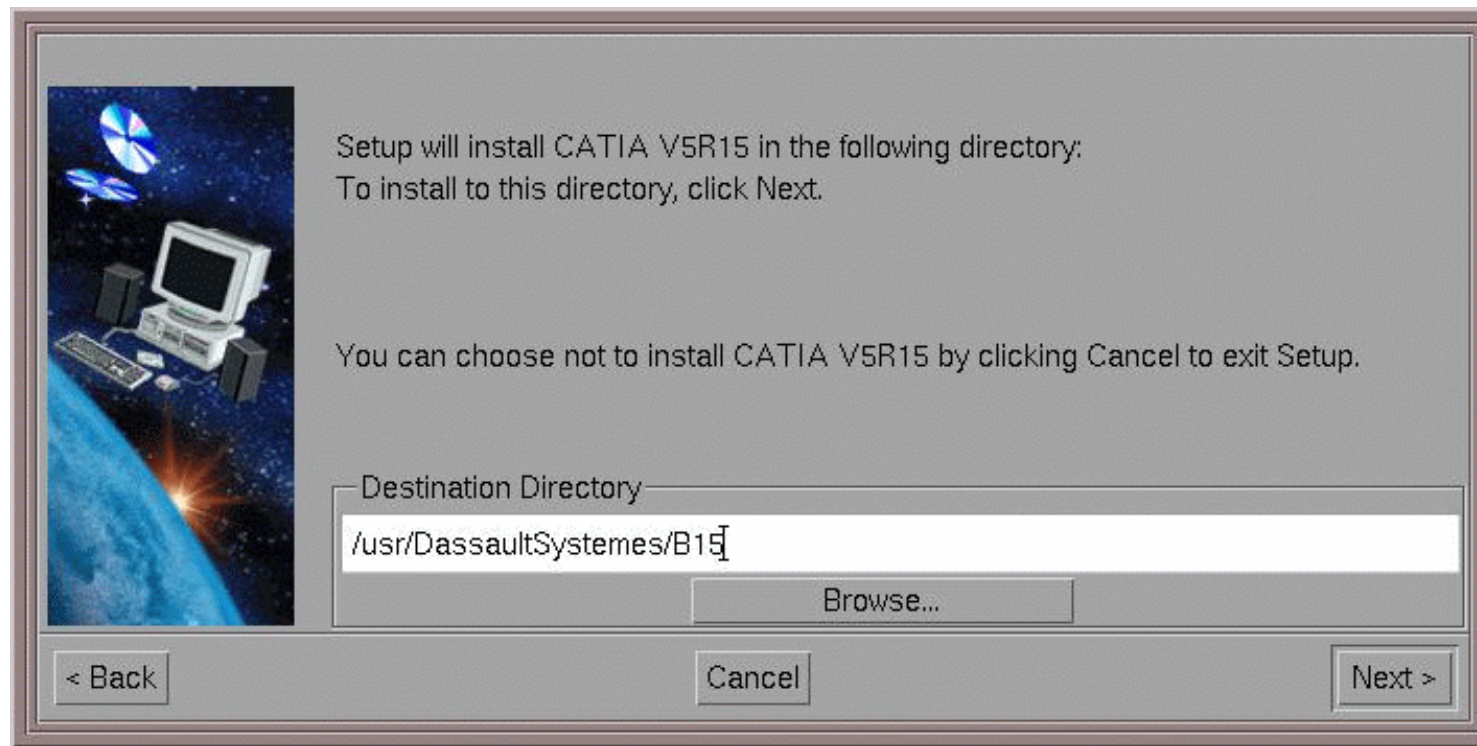 Setup will install CATIA V5R15 in the following directory:
To install to this directory, click Next.
You can choose not to install CATIA V5R15 by clicking Cancel to exit Setup.
Destination Directory
/usr/DassaultSystemes/B15
Browse...
< Back Cancel Next >